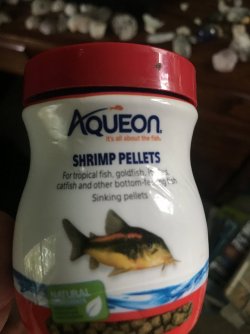 AQUEON
It's all about the fish.
SHRIMP PELLETS
For tropical fish, goldfish,
catfish and other bottom-feeding fish
Sinking pellets
NATURAL